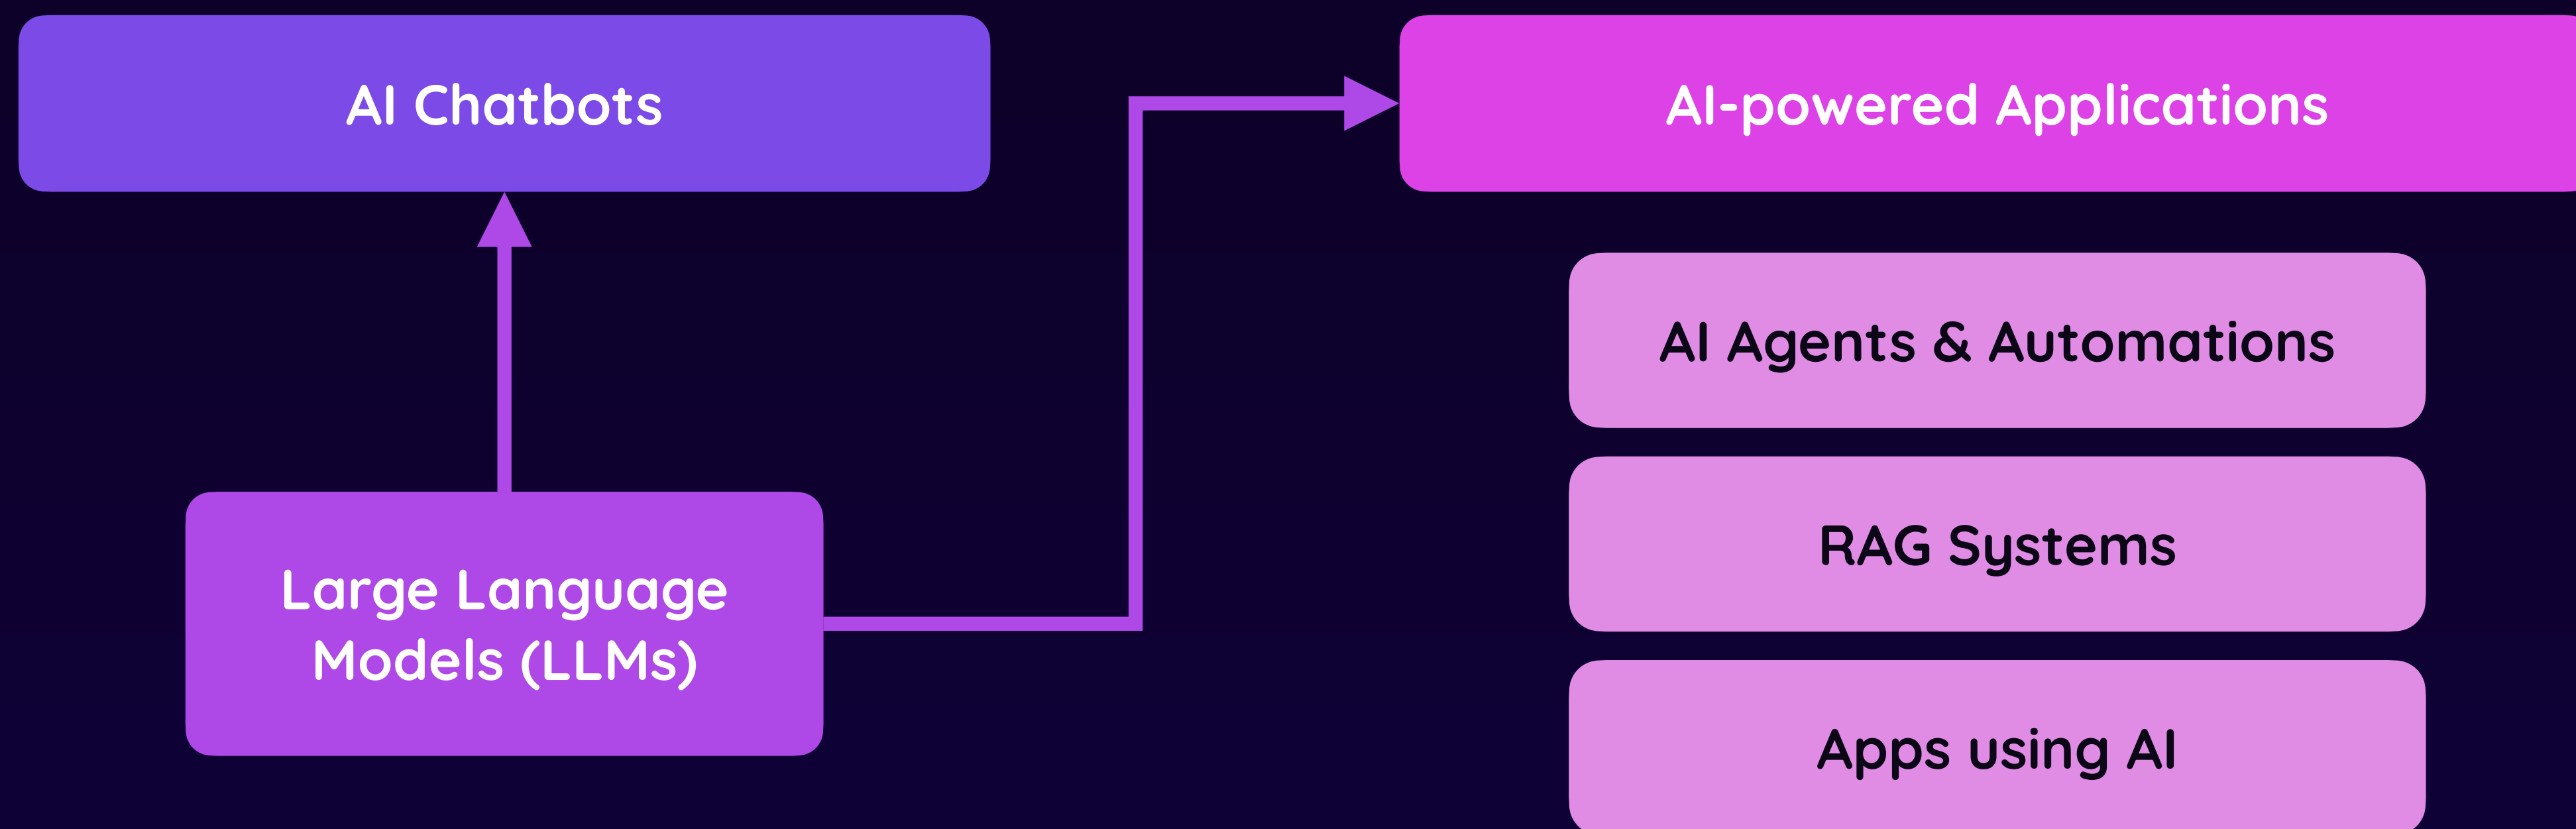 AI Chatbots
AI-powered Applications
AI Agents & Automations
RAG Systems
Large Language
Models (LLMs)
Apps using AI